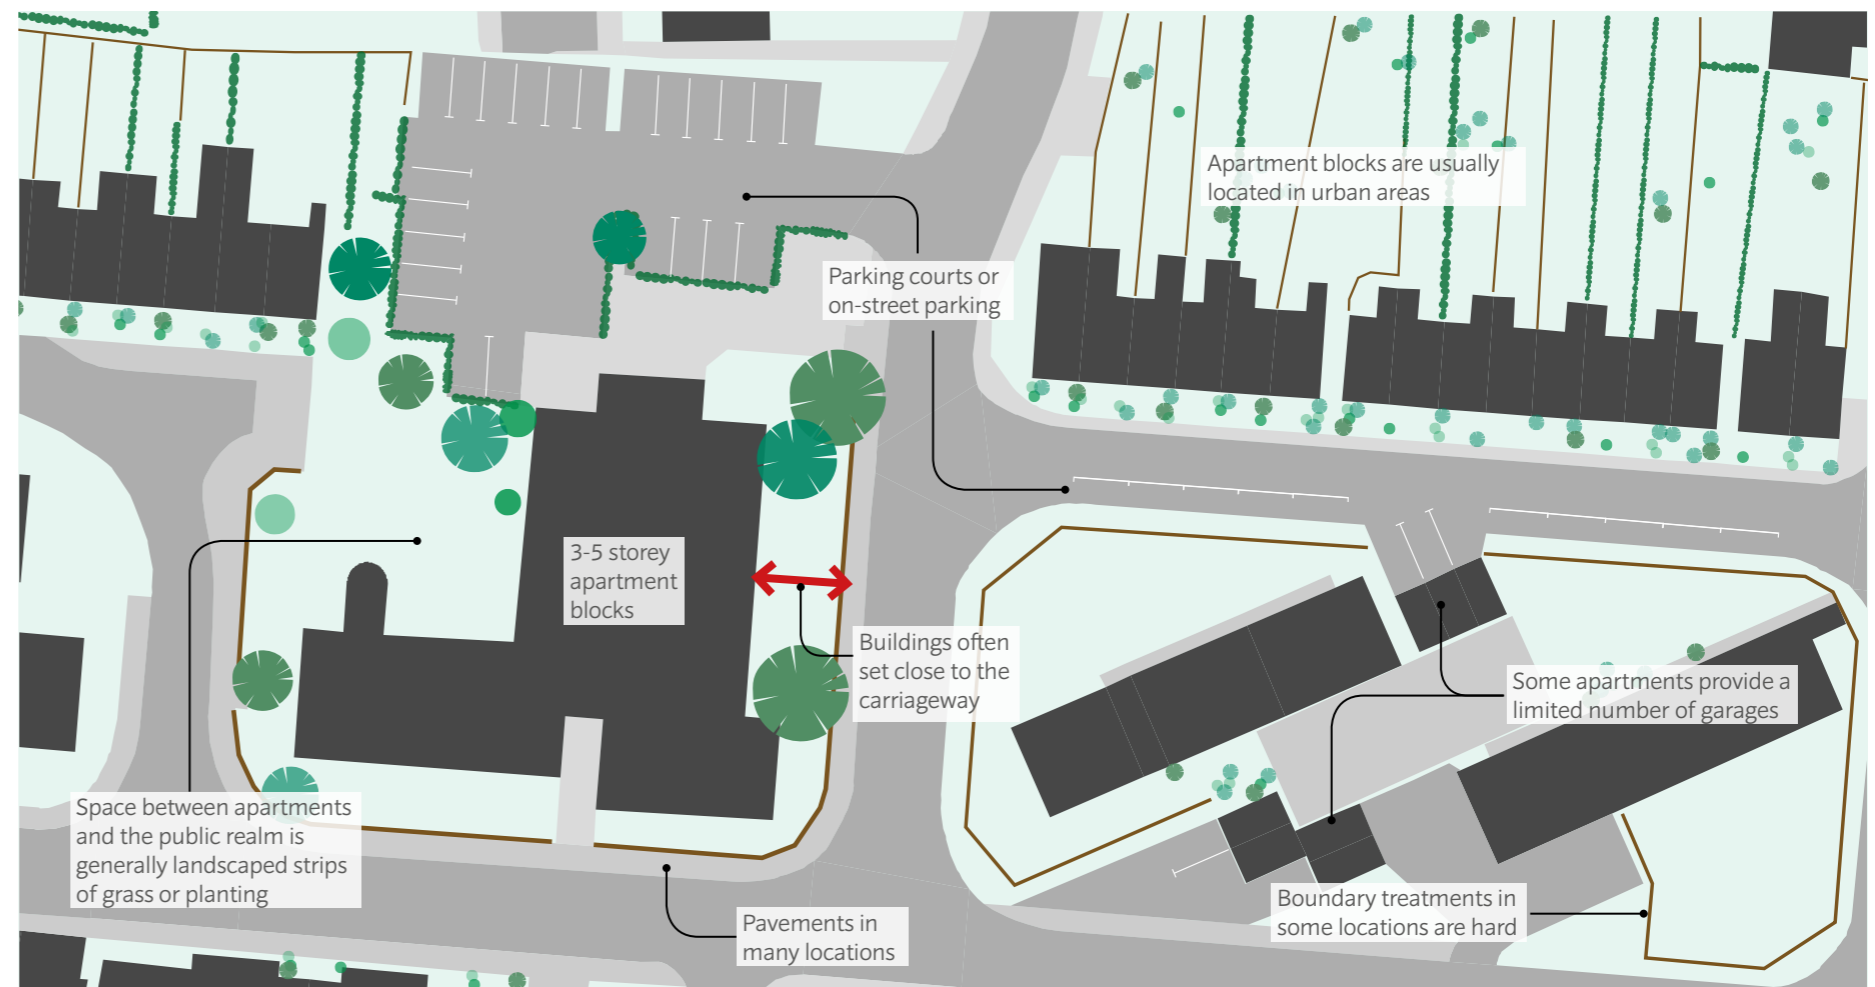 Apartment blocks are usually
located in urban areas
Parking courts or
on-street parking
3-5 storey
apartment
blocks
Buildings often
set close to the
carriageway
Some apartments provide a
limited number of garages
Space between apartments
and the public realm is
generally landscaped strips
of grass or planting
Boundary treatments in
some locations are hard
Pavements in
many locations